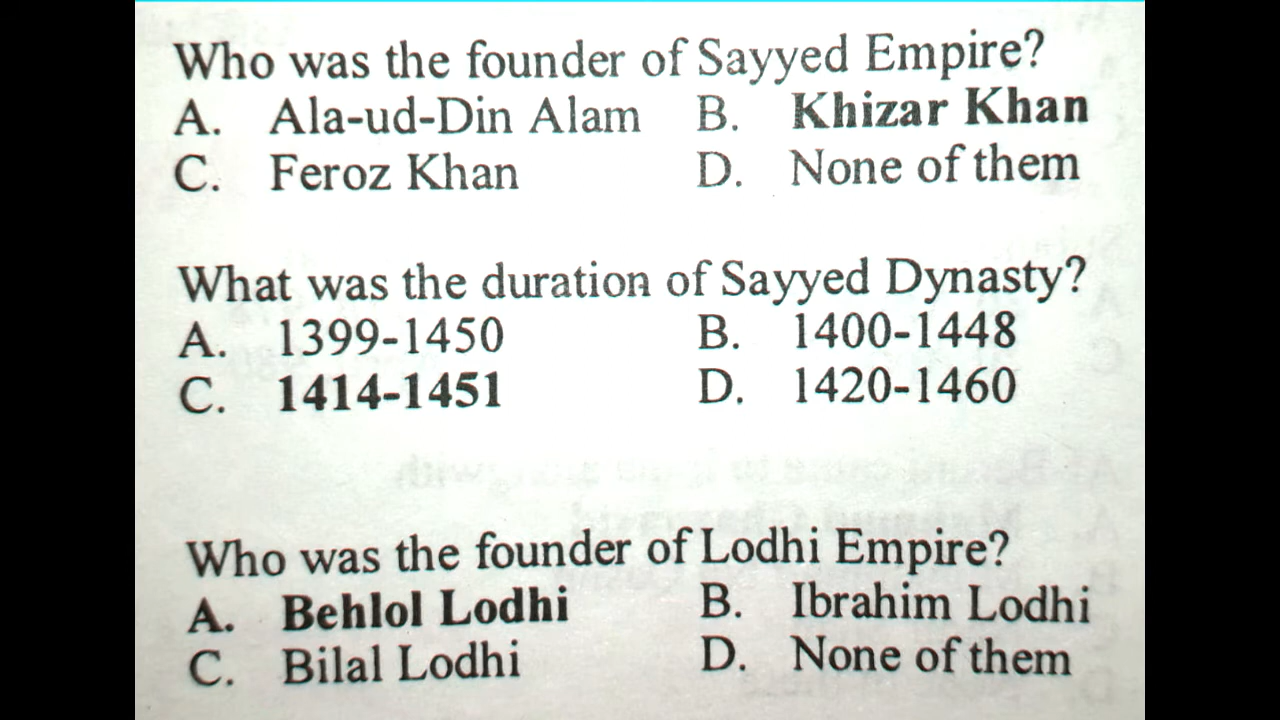 Who was the founder of Sayyed Empire?
A. Ala-ud-Din Alam B. Khizar Khan
C. Feroz Khan D. None of them
What was the duration of Sayyed Dynasty?
A. 1399-1450 B. 1400-1448
C. 1414-1451 D. 1420-1460
Who was the founder of Lodhi Empire?
A. Behlol Lodhi B. Ibrahim Lodhi
C. Bilal Lodhi D. None of them